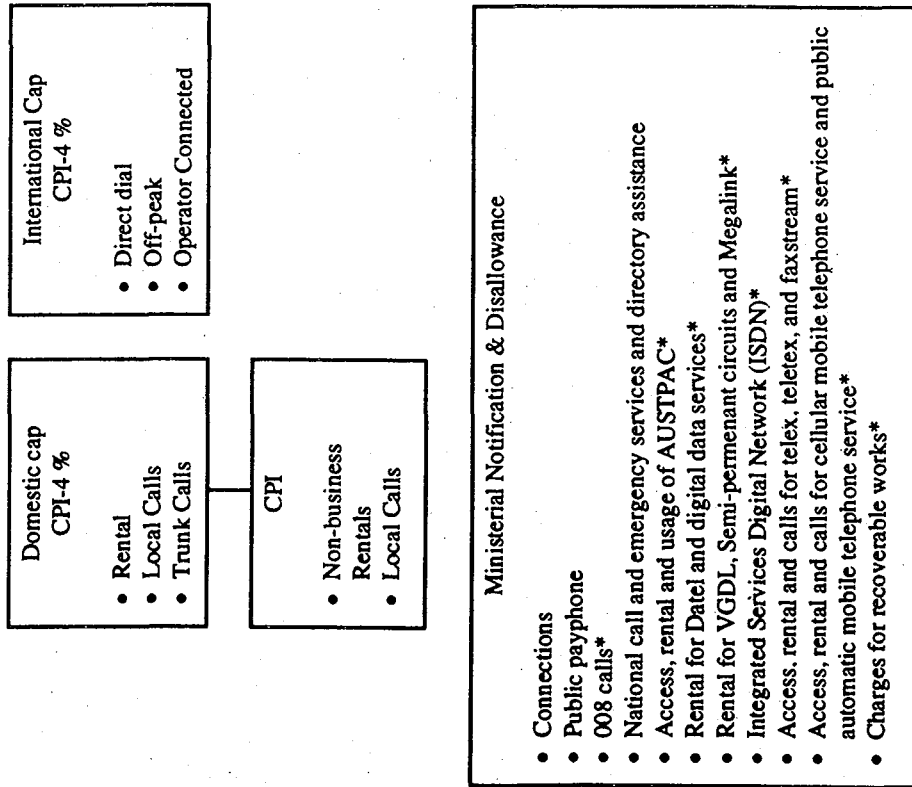 Domestic cap
CPI-4 %
• Rental
• Local Calls
• Trunk Calls
International Cap
CPI-4 %
• Direct dial
• Off-peak
• Operator Connected
CPI
• Non-business
Rentals
• Local Calls
Ministerial Notification & Disallowance
• Connections
• Public payphone
• 008 calls*
• National call and emergency services and directory assistance
• Access, rental and usage of AUSTPAC*
• Rental for Datel and digital data services*
• Rental for VGDL, Semi-permenant circuits and Megalink*
• Integrated Services Digital Network (ISDN)*
• Access. rental and calls for telex, teletex, and faxstream*
• Access, rental and calls for cellular mobile telephone service and public
automatic mobile telephone service*
• Charges for recoverable works*